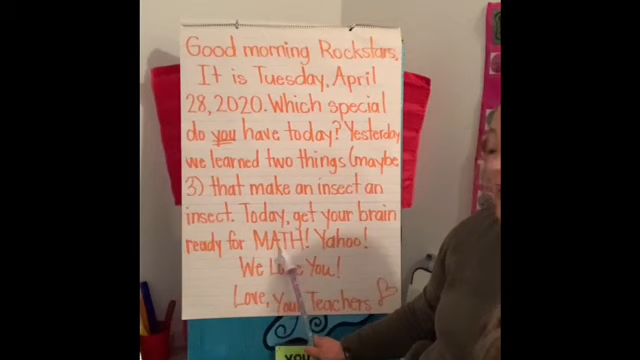 Good morning Rockstars,
It is Tuesday, April
28, 2020. Which special
do you have today? Yesterday
we learned two things (maybe
3) that make an insect an
insect. Today, get your brain
ready for MATH! Yahoo!
We Love You!
Love, Your Teachers
YOU